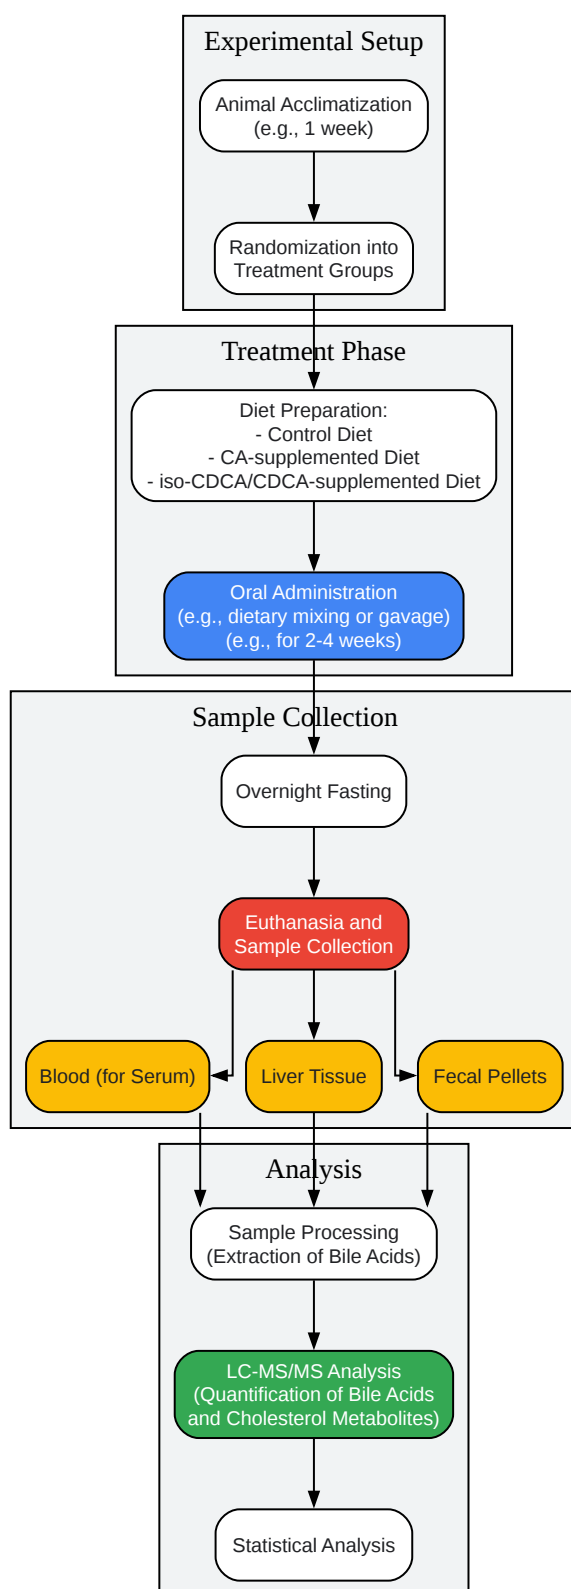 Experimental Setup
Animal Acclimatization
(e.g., 1 week)
Randomization into
Treatment Groups
Treatment Phase
Diet Preparation:
- Control Diet
- CA-supplemented Diet
- iso-CDCA/CDCA-supplemented Diet
Oral Administration
(e.g., dietary mixing or gavage)
(e.g., for 2-4 weeks)
Sample Collection
Overnight Fasting
Euthanasia and
Sample Collection
Blood (for Serum)
Liver Tissue
Fecal Pellets
Analysis
Sample Processing
(Extraction of Bile Acids)
LC-MS/MS Analysis
(Quantification of Bile Acids
and Cholesterol Metabolites)
Statistical Analysis